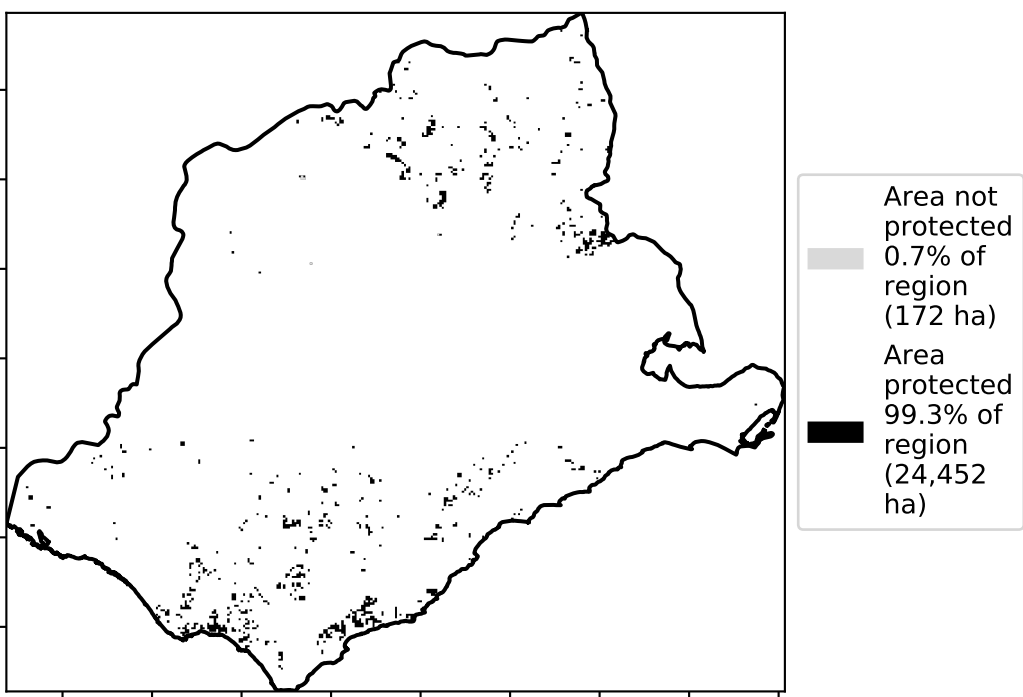 Area not
protected
0.7% of
region
(172 ha)
Area
protected
99.3% of
region
(24,452
ha)